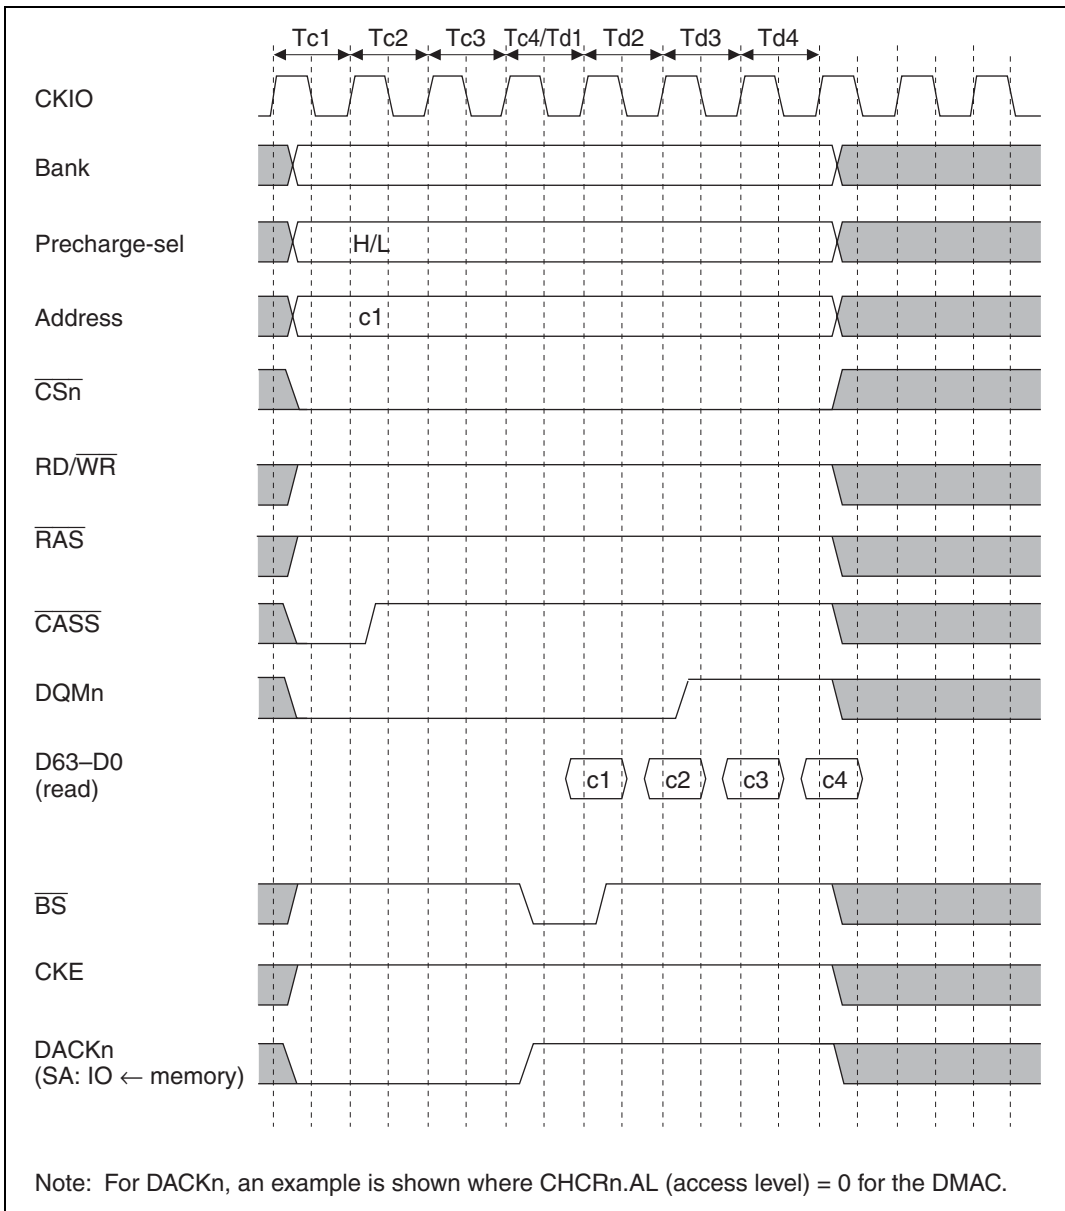 Tc1 Tc2 Tc3 Tc4/Td1 Td2 Td3 Td4
CKIO
Bank
Precharge-sel
H/L
Address
c1
CSn
RD/WR
RAS
CASS
DQMn
D63–D0
(read)
c1 c2 c3 c4
BS
CKE
DACKn
(SA: IO ← memory)
Note: For DACKn, an example is shown where CHCRn.AL (access level) = 0 for the DMAC.